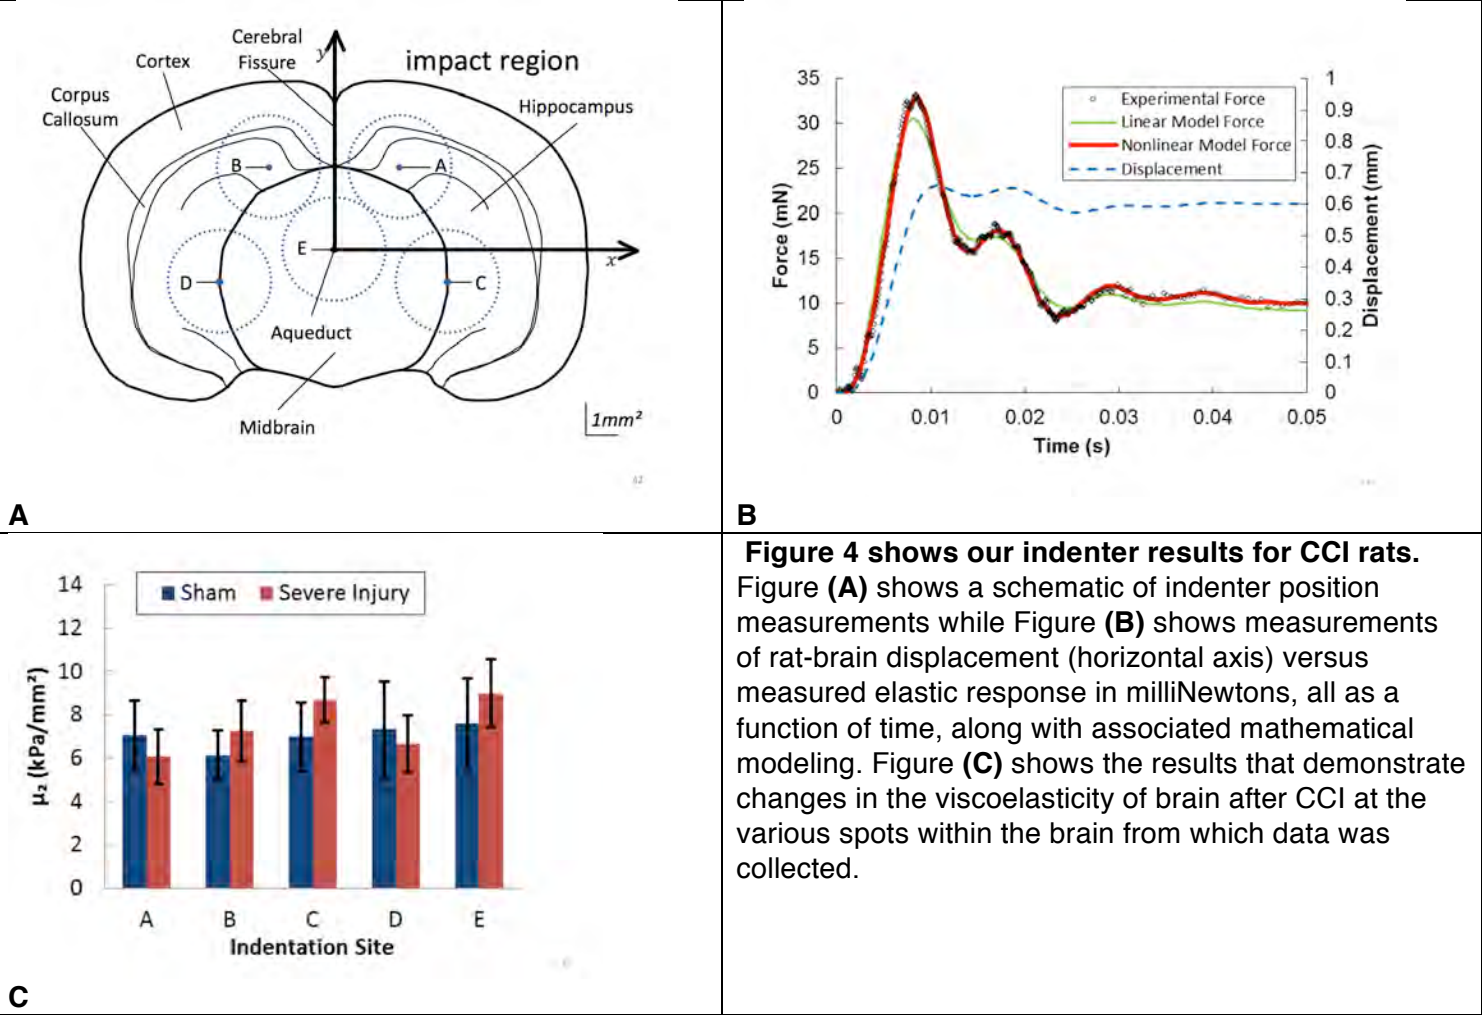 Cerebral
Fissure
y
impact region
Cortex
Corpus
Callosum
Hippocampus
B
A
E
x
D
C
Aqueduct
Midbrain
1mm²
A
35
30
25
20
15
10
5
0
Force (mN)
Experimental Force
Linear Model Force
Nonlinear Model Force
Displacement
1
0.9
0.8
0.7
0.6
0.5
0.4
0.3
0.2
0.1
0
Displacement (mm)
0 0.01 0.02 0.03 0.04 0.05
Time (s)
B
Sham Severe Injury
14
12
10
8
6
4
2
0
μ₂ (kPa/mm²)
A B C D E
Indentation Site
C
Figure 4 shows our indenter results for CCI rats.
Figure (A) shows a schematic of indenter position
measurements while Figure (B) shows measurements
of rat-brain displacement (horizontal axis) versus
measured elastic response in milliNewtons, all as a
function of time, along with associated mathematical
modeling. Figure (C) shows the results that demonstrate
changes in the viscoelasticity of brain after CCI at the
various spots within the brain from which data was
collected.